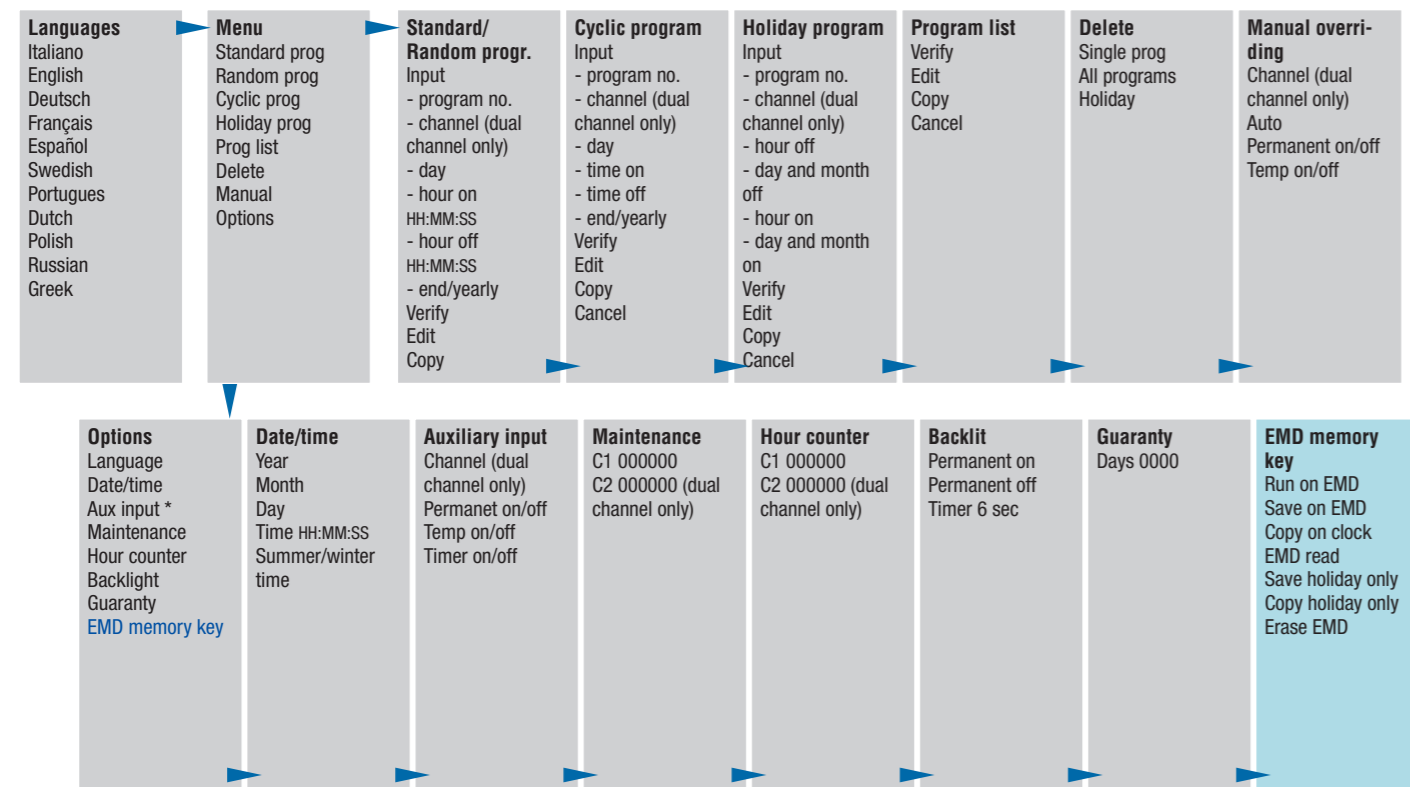 Languages
Italiano
English
Deutsch
Français
Español
Swedish
Portugues
Dutch
Polish
Russian
Greek
Menu
Standard prog
Random prog
Cyclic prog
Holiday prog
Prog list
Delete
Manual
Options
Standard/
Random progr.
Input
- program no.
- channel (dual
channel only)
- day
- hour on
HH:MM:SS
- hour off
HH:MM:SS
- end/yearly
Verify
Edit
Copy
Cyclic program
Input
- program no.
- channel (dual
channel only)
- day
- time on
- time off
- end/yearly
Verify
Edit
Copy
Cancel
Holiday program
Input
- program no.
- channel (dual
channel only)
- hour off
- day and month
off
- hour on
- day and month
on
Verify
Edit
Copy
Cancel
Program list
Verify
Edit
Copy
Cancel
Delete
Single prog
All programs
Holiday
Manual overri-
ding
Channel (dual
channel only)
Auto
Permanent on/off
Temp on/off
Options
Language
Date/time
Aux input *
Maintenance
Hour counter
Backlight
Guaranty
EMD memory key
Date/time
Year
Month
Day
Time HH:MM:SS
Summer/winter
time
Auxiliary input
Channel (dual
channel only)
Permanet on/off
Temp on/off
Timer on/off
Maintenance
C1 000000
C2 000000 (dual
channel only)
Hour counter
C1 000000
C2 000000 (dual
channel only)
Backlit
Permanent on
Permanent off
Timer 6 sec
Guaranty
Days 0000
EMD memory
key
Run on EMD
Save on EMD
Copy on clock
EMD read
Save holiday only
Copy holiday only
Erase EMD